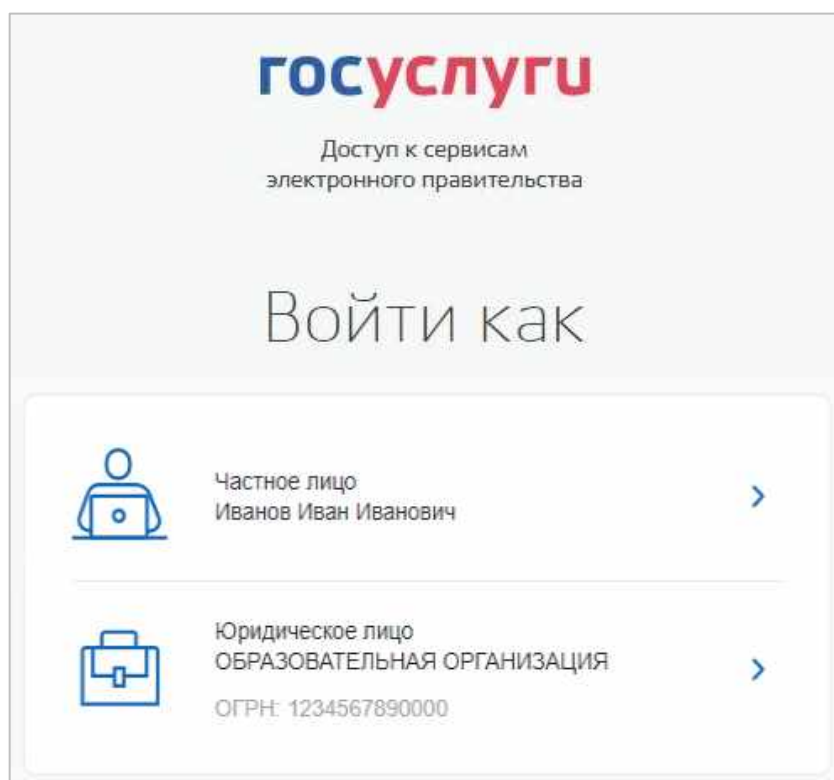 госуслуги
Доступ к сервисам
электронного правительства
Войти как
Частное лицо
Иванов Иван Иванович
Юридическое лицо
ОБРАЗОВАТЕЛЬНАЯ ОРГАНИЗАЦИЯ
ОГРН: 1234567890000